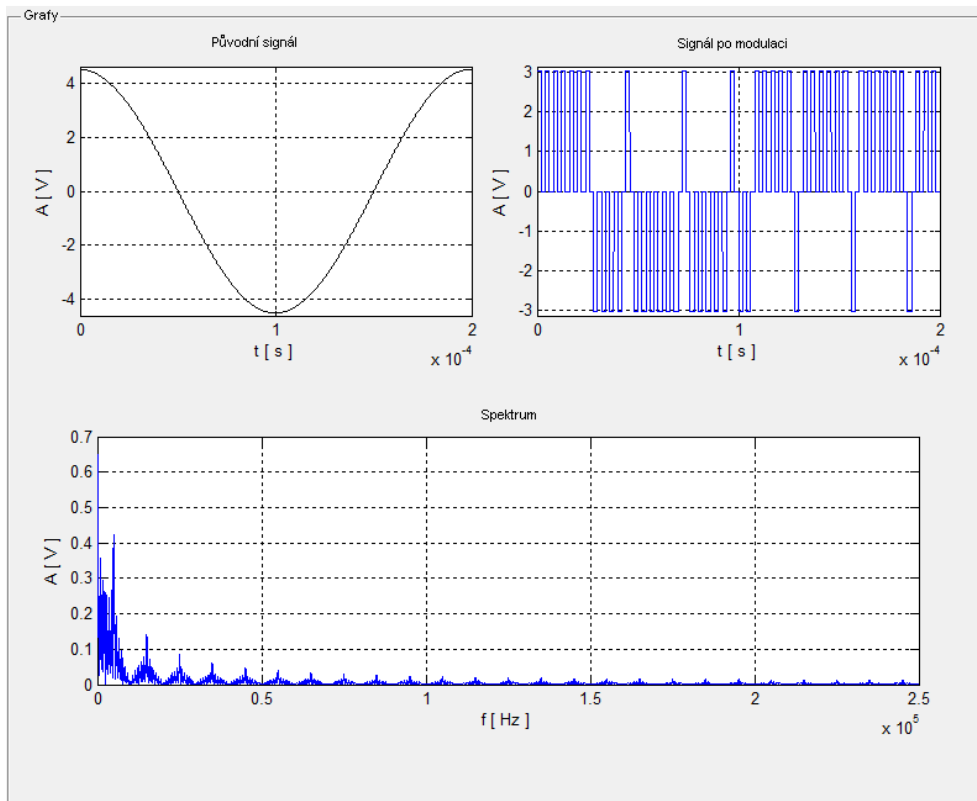 Grafy
Původní signál
A [ V ]
4
2
0
-2
-4
0 1 2
t [ s ]
x 10-4
Signál po modulaci
A [ V ]
3
2
1
0
-1
-2
-3
0 1 2
t [ s ]
x 10-4
Spektrum
A [ V ]
0.7
0.6
0.5
0.4
0.3
0.2
0.1
0
0 0.5 1 1.5 2 2.5
f [ Hz ]
x 105